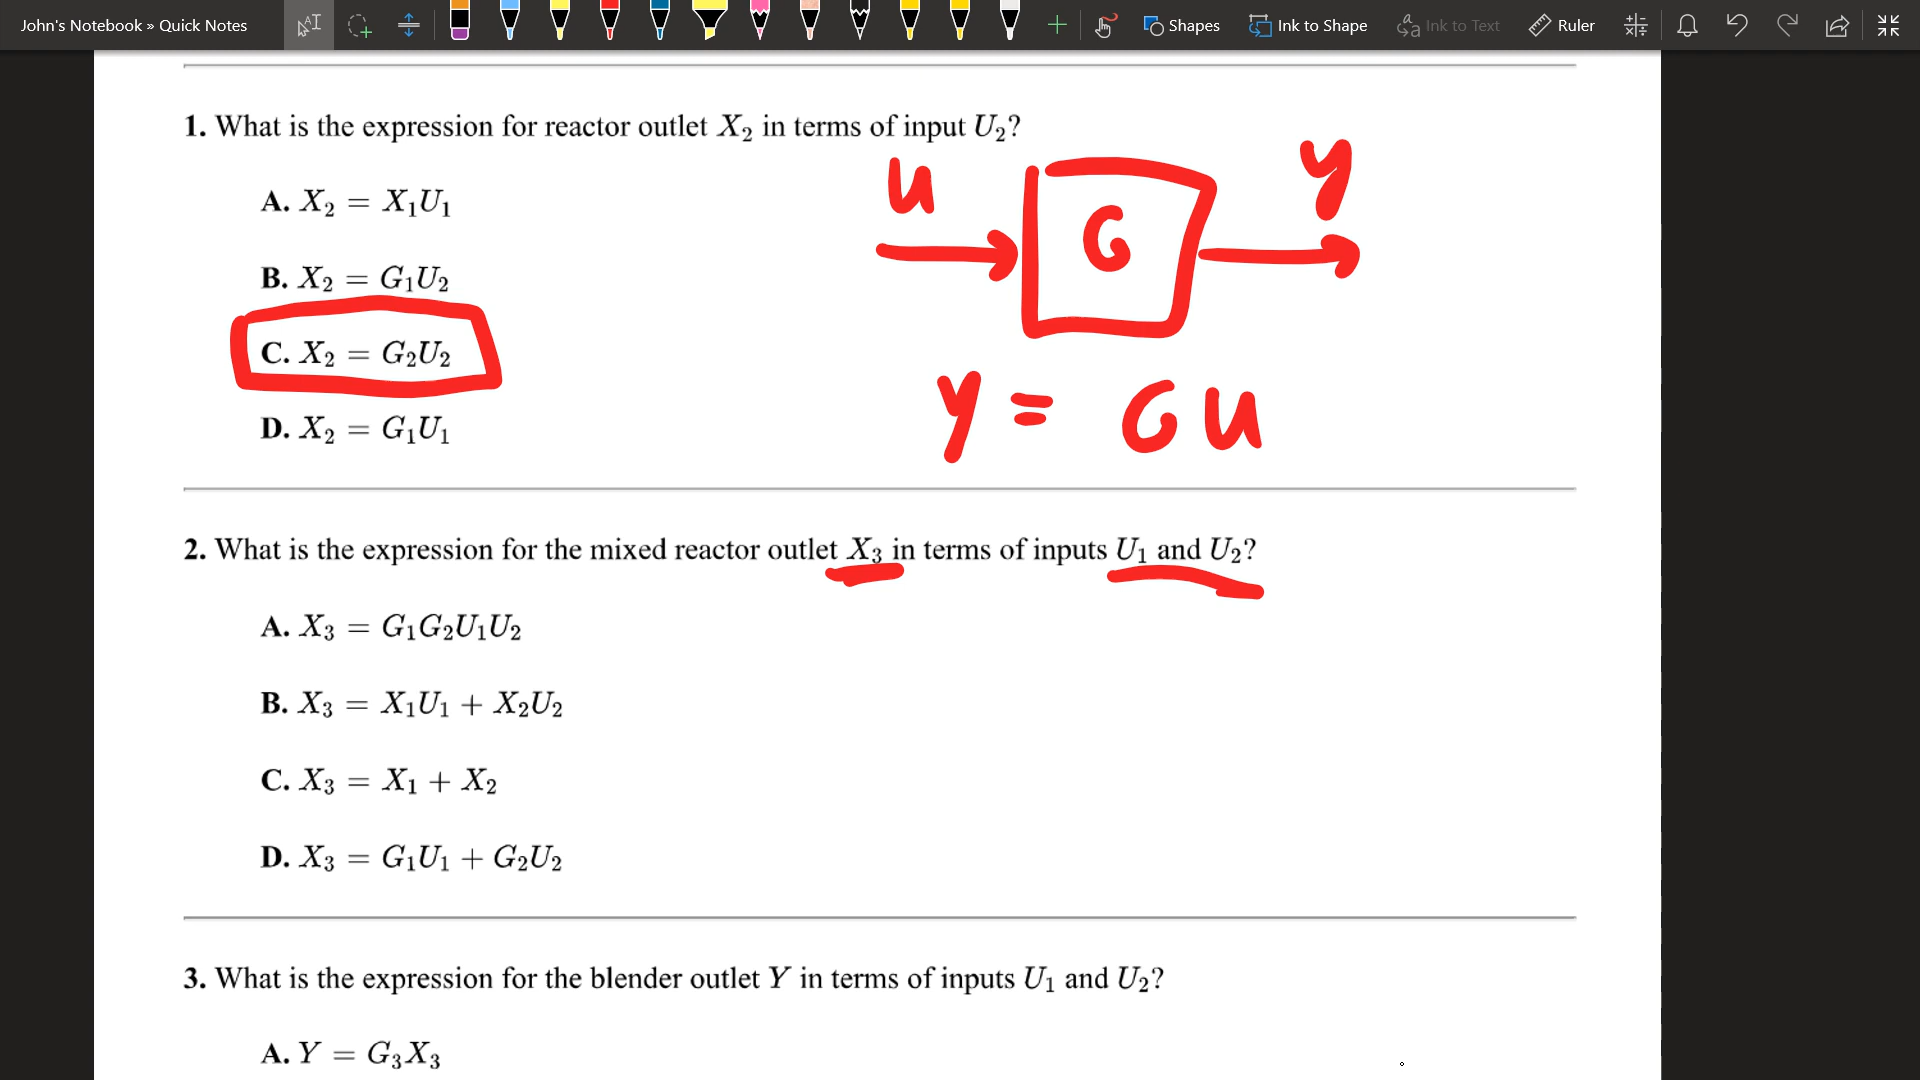 John's Notebook » Quick Notes
Shapes
Ink to Shape
Ink to Text
Ruler
1. What is the expression for reactor outlet X₂ in terms of input U₂?
A. X₂ = X₁U₁
B. X₂ = G₁U₂
C. X₂ = G₂U₂
D. X₂ = G₁U₁
u
G
y
y = Gu
2. What is the expression for the mixed reactor outlet X₃ in terms of inputs U₁ and U₂?
A. X₃ = G₁G₂U₁U₂
B. X₃ = X₁U₁ + X₂U₂
C. X₃ = X₁ + X₂
D. X₃ = G₁U₁ + G₂U₂
3. What is the expression for the blender outlet Y in terms of inputs U₁ and U₂?
A. Y = G₃X₃